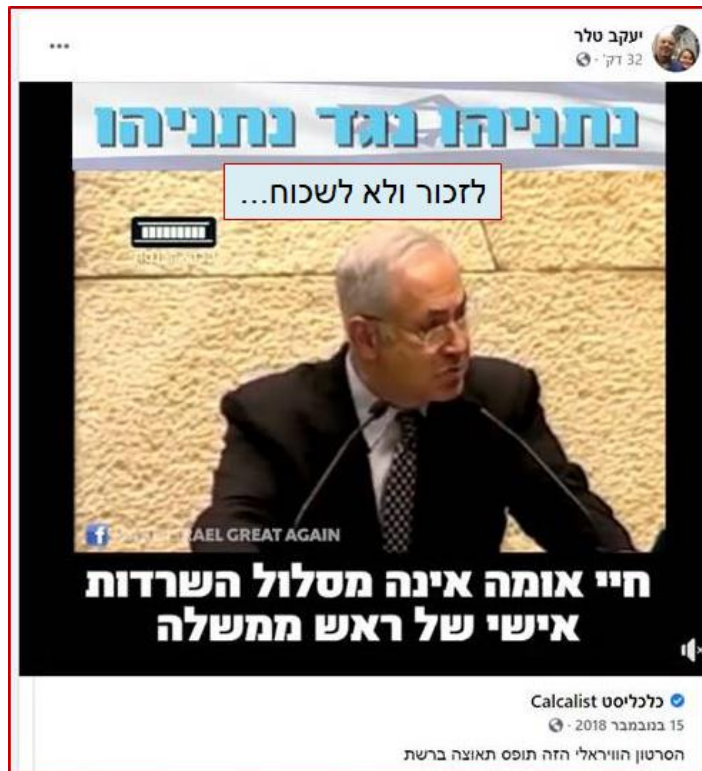 יעקב טלר
32 דק'
נתניהו נגד נתניהו
לזכור ולא לשכוח...
RAEL GREAT AGAIN
חיי אומה אינה מסלול השרדות
אישי של ראש ממשלה
כלכליסט Calcalist
15 בנובמבר 2018
הסרטון הוויראלי הזה תופס תאוצה ברשת